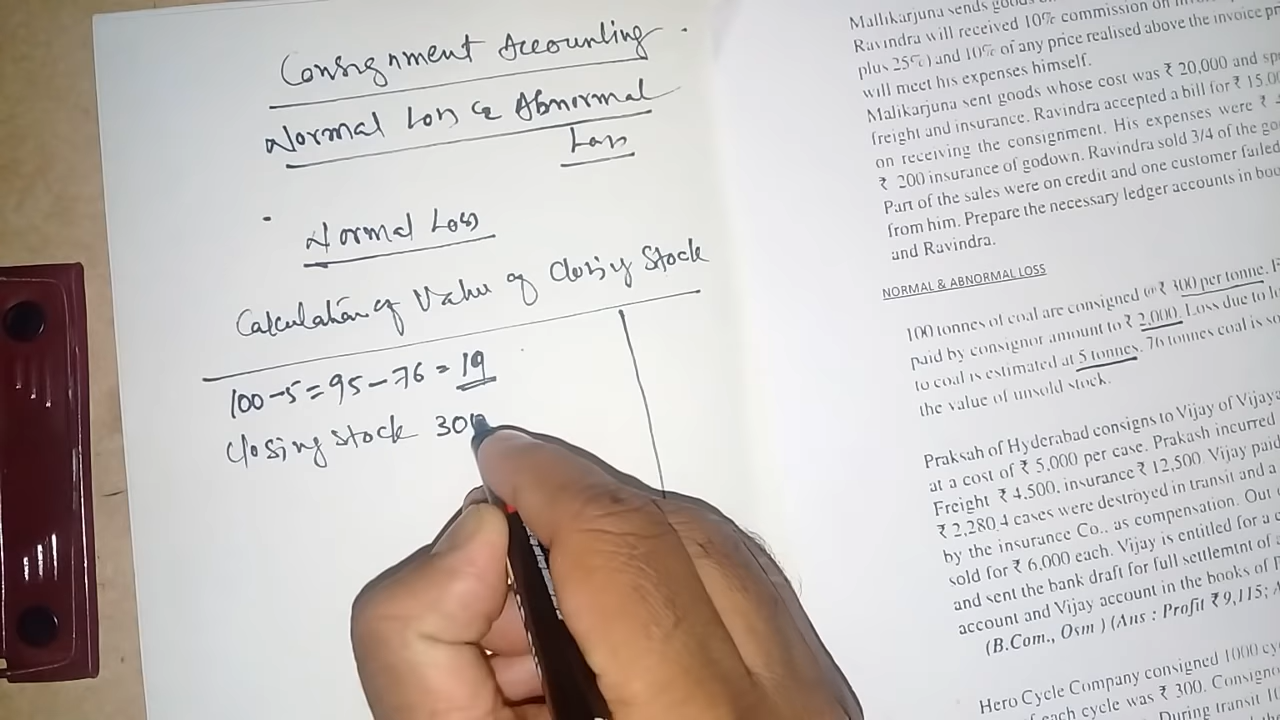 Consignment Accounting
Normal Loss & Abnormal
Loss
Normal Loss
Calculation of Value of Closing Stock
100-5=95-76=19
Closing stock 300
Mallikarjuna sends goods
Ravindra will received 10% commission on
plus 25%) and 10% of any price realised above the invoice
will meet his expenses himself.
Malikarjuna sent goods whose cost was ₹ 20,000 and
freight and insurance. Ravindra accepted a bill for ₹
on receiving the consignment. His expenses were ₹
₹ 200 insurance of godown. Ravindra sold 3/4 of the
Part of the sales were on credit and one customer failed
from him. Prepare the necessary ledger accounts in
and Ravindra.
NORMAL & ABNORMAL LOSS
100 tonnes of coal are consigned @ ₹ 300 per tonne.
paid by consignor amount to ₹ 2,000. Loss due to
to coal is estimated at 5 tonnes. 76 tonnes coal is
the value of unsold stock.
Praksah of Hyderabad consigns to Vijay of
at a cost of ₹ 5,000 per case. Prakash incurred
Freight ₹ 4,500, insurance ₹ 12,500. Vijay paid
₹ 2,280.4 cases were destroyed in transit and a
by the insurance Co., as compensation. Out
sold for ₹ 6,000 each. Vijay is entitled for a
and sent the bank draft for full settlement of
account and Vijay account in the books of
(B.Com., Osm ) (Ans : Profit ₹ 9,115;
Hero Cycle Company consigned 1000
each cycle was ₹ 300.
During transit